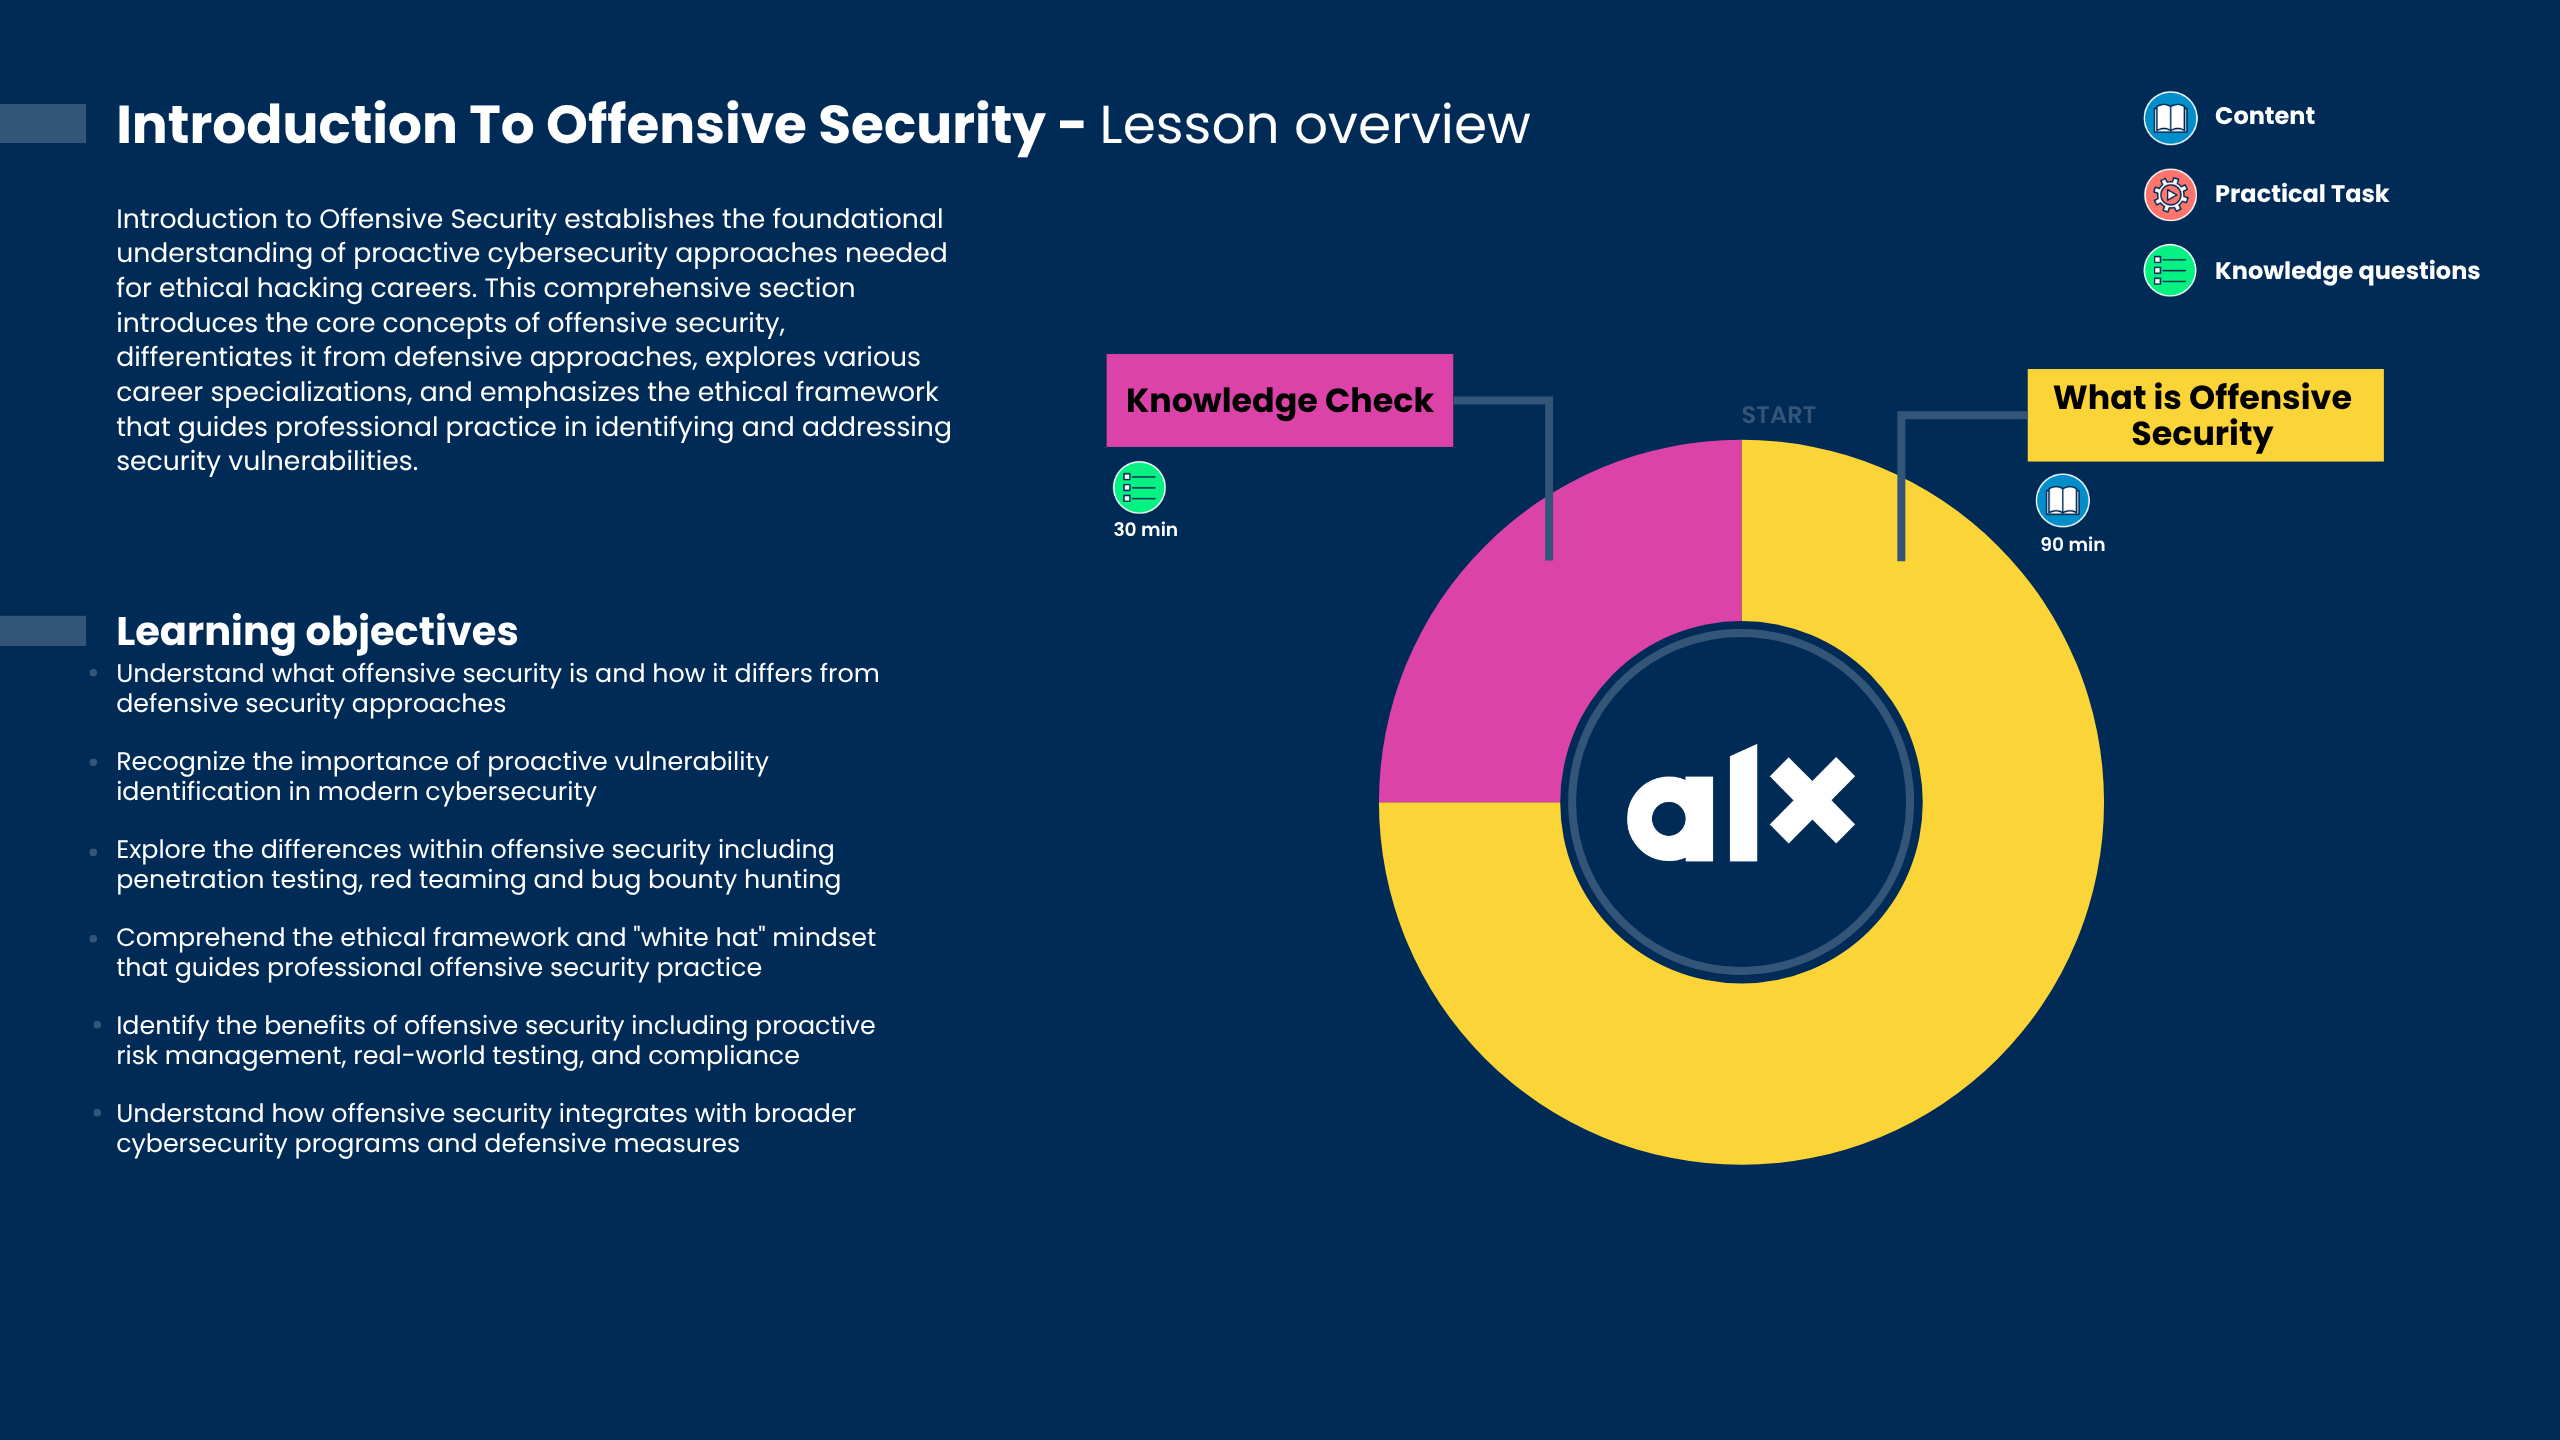 Introduction To Offensive Security - Lesson overview
Introduction to Offensive Security establishes the foundational
understanding of proactive cybersecurity approaches needed
for ethical hacking careers. This comprehensive section
introduces the core concepts of offensive security,
differentiates it from defensive approaches, explores various
career specializations, and emphasizes the ethical framework
that guides professional practice in identifying and addressing
security vulnerabilities.
Learning objectives
• Understand what offensive security is and how it differs from
defensive security approaches
• Recognize the importance of proactive vulnerability
identification in modern cybersecurity
• Explore the differences within offensive security including
penetration testing, red teaming and bug bounty hunting
• Comprehend the ethical framework and "white hat" mindset
that guides professional offensive security practice
• Identify the benefits of offensive security including proactive
risk management, real-world testing, and compliance
• Understand how offensive security integrates with broader
cybersecurity programs and defensive measures
Content
Practical Task
Knowledge questions
Knowledge Check
30 min
START
What is Offensive
Security
90 min
alx